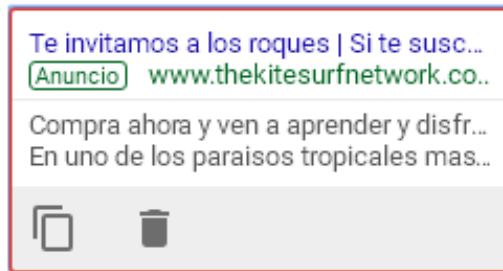 Te invitamos a los roques | Si te susc...
Anuncio www.thekitesurfnetwork.co..
Compra ahora y ven a aprender y disfr...
En uno de los paraisos tropicales mas...